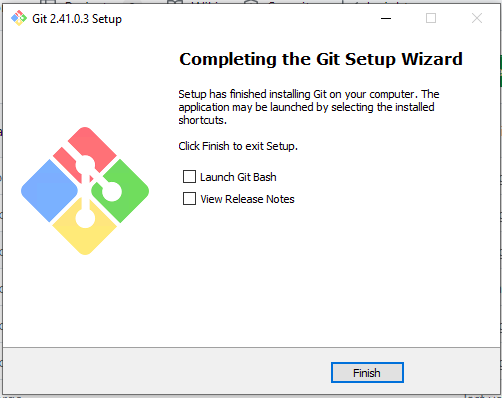 Git 2.41.0.3 Setup
Completing the Git Setup Wizard
Setup has finished installing Git on your computer. The
application may be launched by selecting the installed
shortcuts.
Click Finish to exit Setup.
Launch Git Bash
View Release Notes
Finish